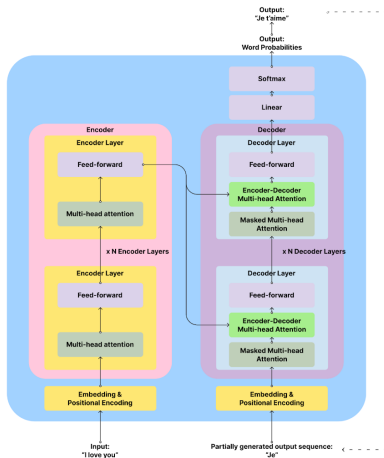 Output:
"Je t'aime"
Output:
Word Probabilities
Softmax
Linear
Encoder
Encoder Layer
Feed-forward
Multi-head attention
x N Encoder Layers
Encoder Layer
Feed-forward
Multi-head attention
Embedding &
Positional Encoding
Input:
"I love you"
Decoder
Decoder Layer
Feed-forward
Encoder-Decoder
Multi-head Attention
Masked Multi-head
Attention
x N Decoder Layers
Decoder Layer
Feed-forward
Encoder-Decoder
Multi-head Attention
Masked Multi-head
Attention
Embedding &
Positional Encoding
Partially generated output sequence:
"Je"